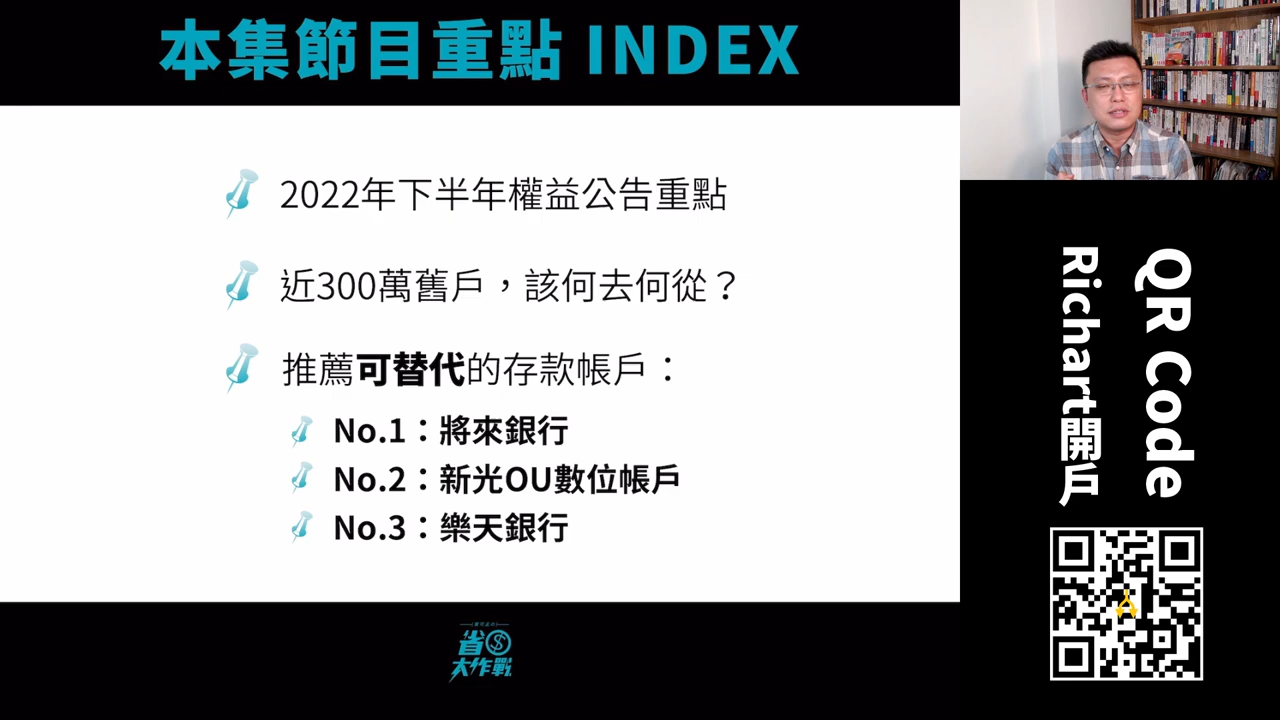 本集節目重點 INDEX
2022年下半年權益公告重點
近300萬舊戶，該何去何從？
推薦可替代的存款帳戶：
No.1：將來銀行
No.2：新光OU數位帳戶
No.3：樂天銀行
省
大作戰
QR Code
Richart開戶